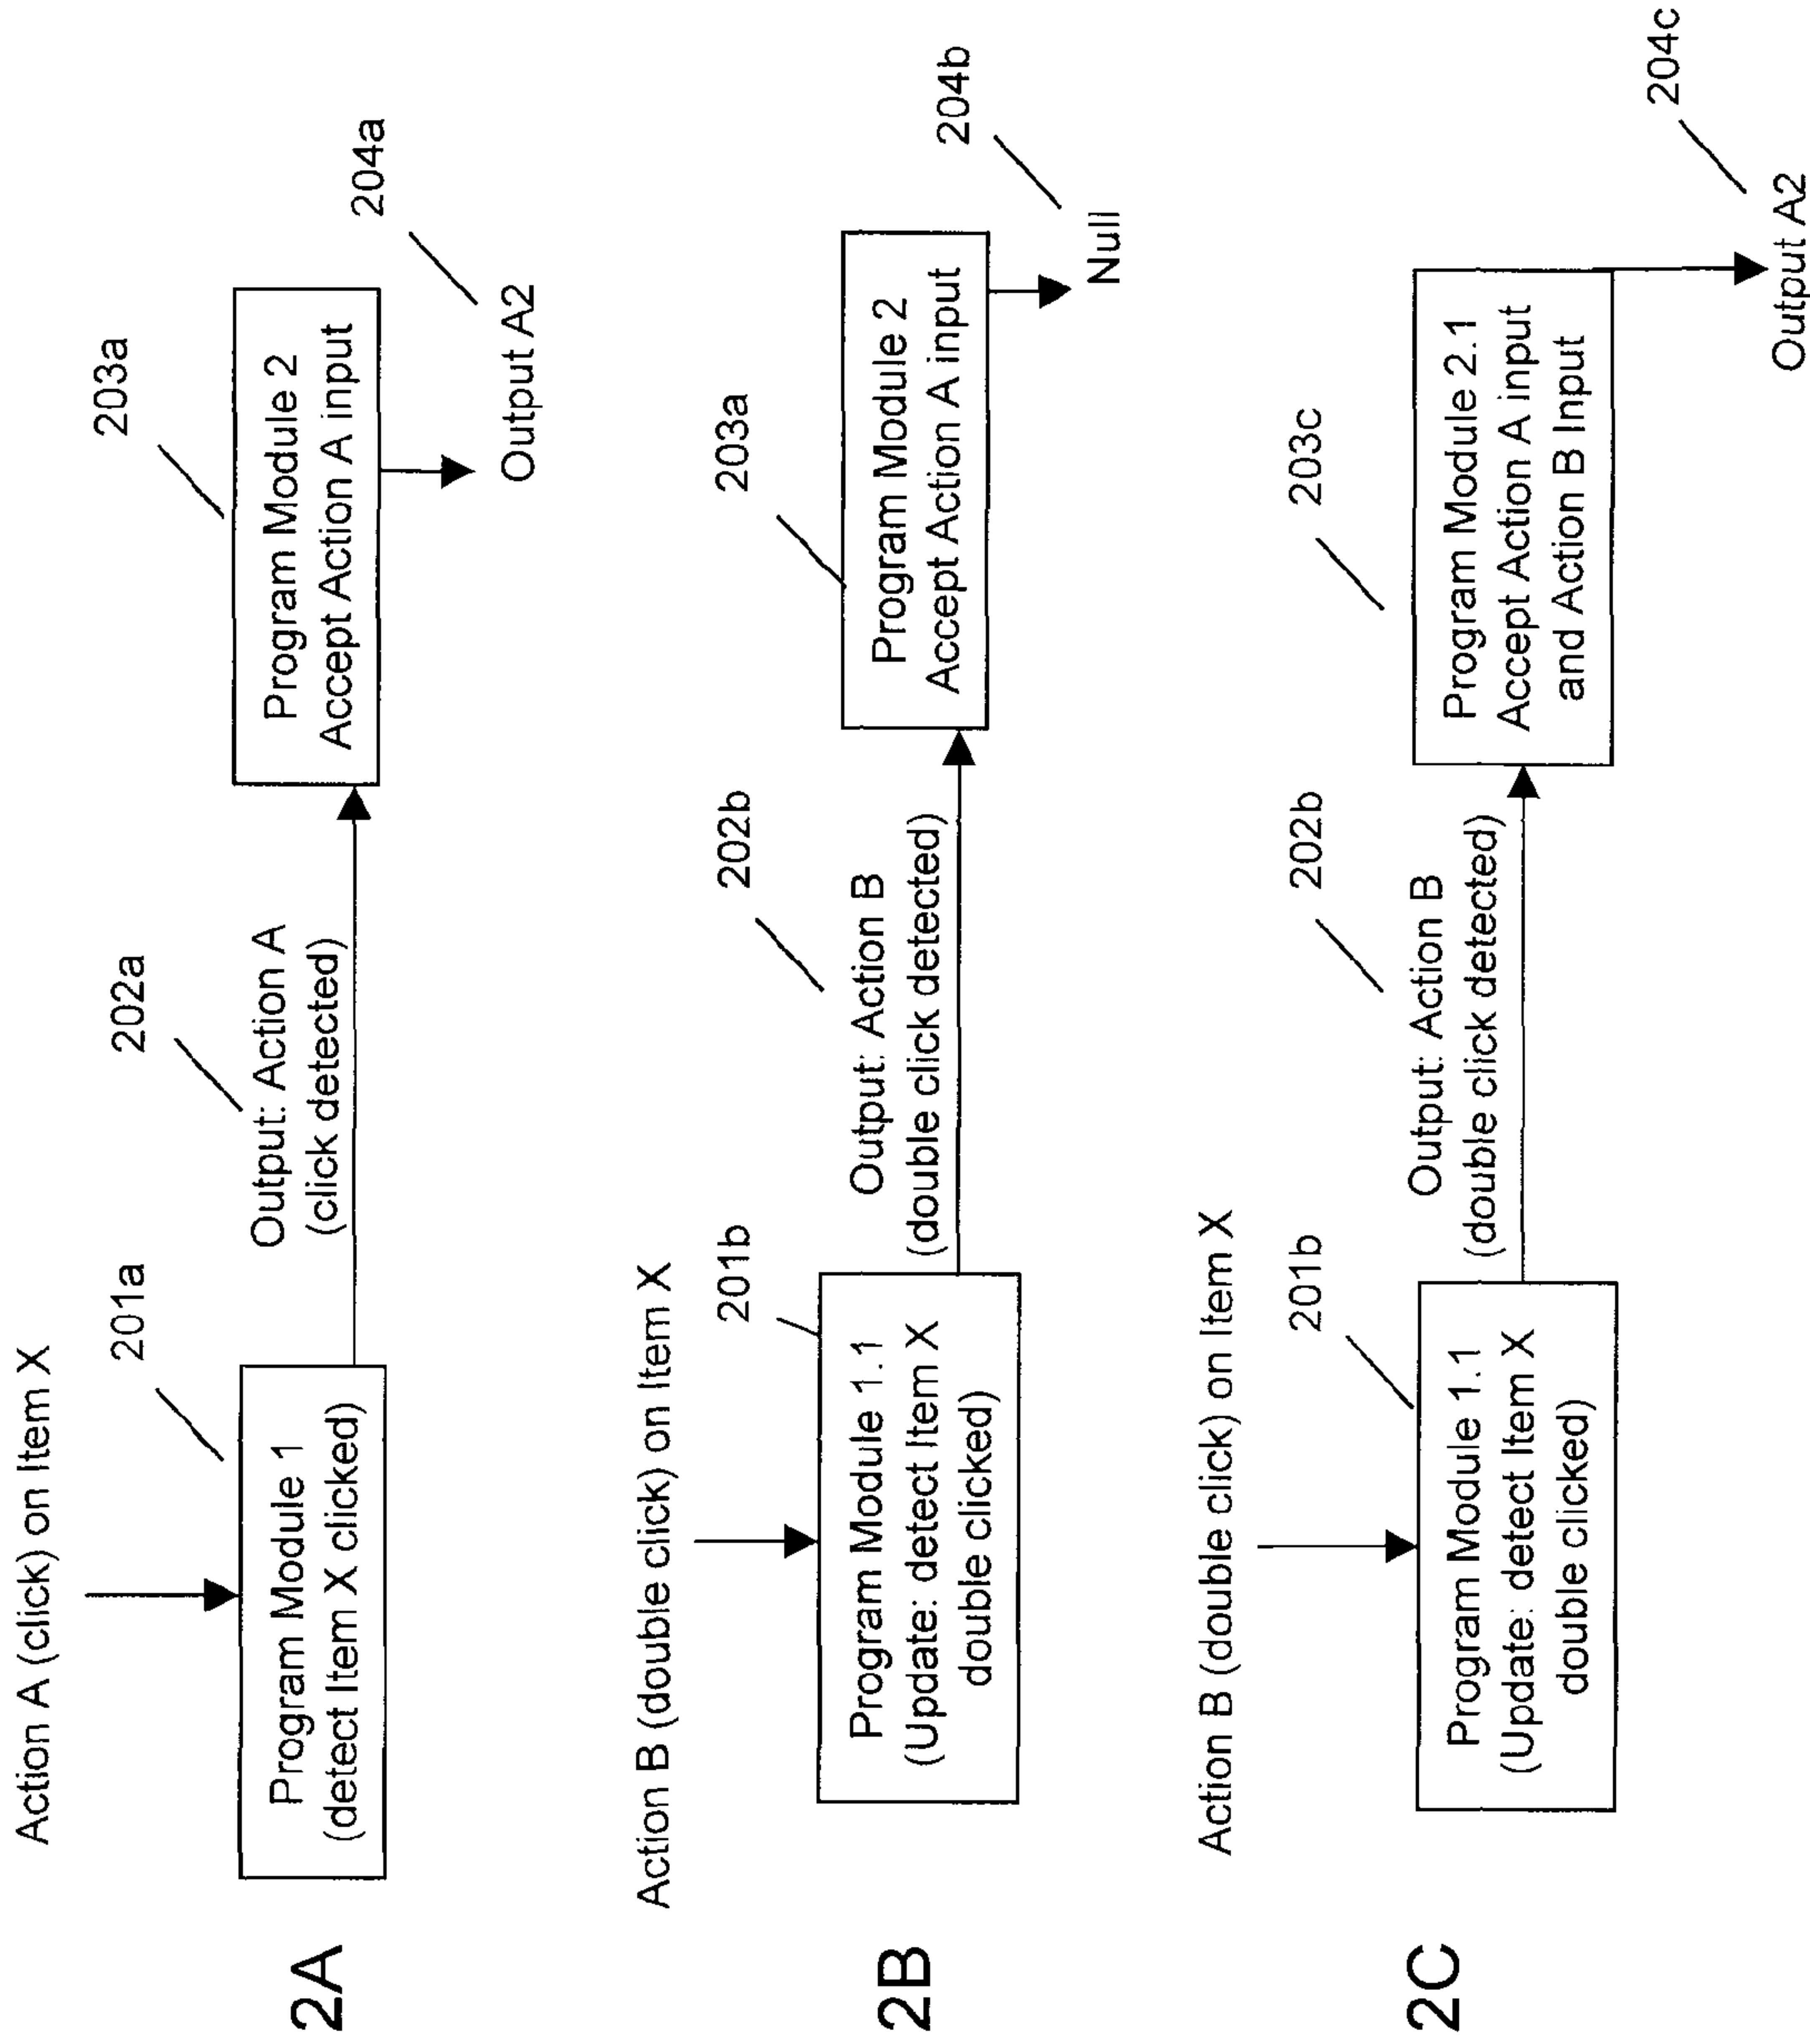 2A
Action A (click) on Item X
201a
Program Module 1
(detect Item X clicked)
202a
Output: Action A
(click detected)
203a
Program Module 2
Accept Action A input
204a
Output A2
2B
Action B (double click) on Item X
201b
Program Module 1.1
(Update: detect Item X
double clicked)
202b
Output: Action B
(double click detected)
203a
Program Module 2
Accept Action A input
204b
Null
2C
Action B (double click) on Item X
201b
Program Module 1.1
(Update: detect Item X
double clicked)
202b
Output: Action B
(double click detected)
203c
Program Module 2.1
Accept Action A input
and Action B Input
204c
Output A2